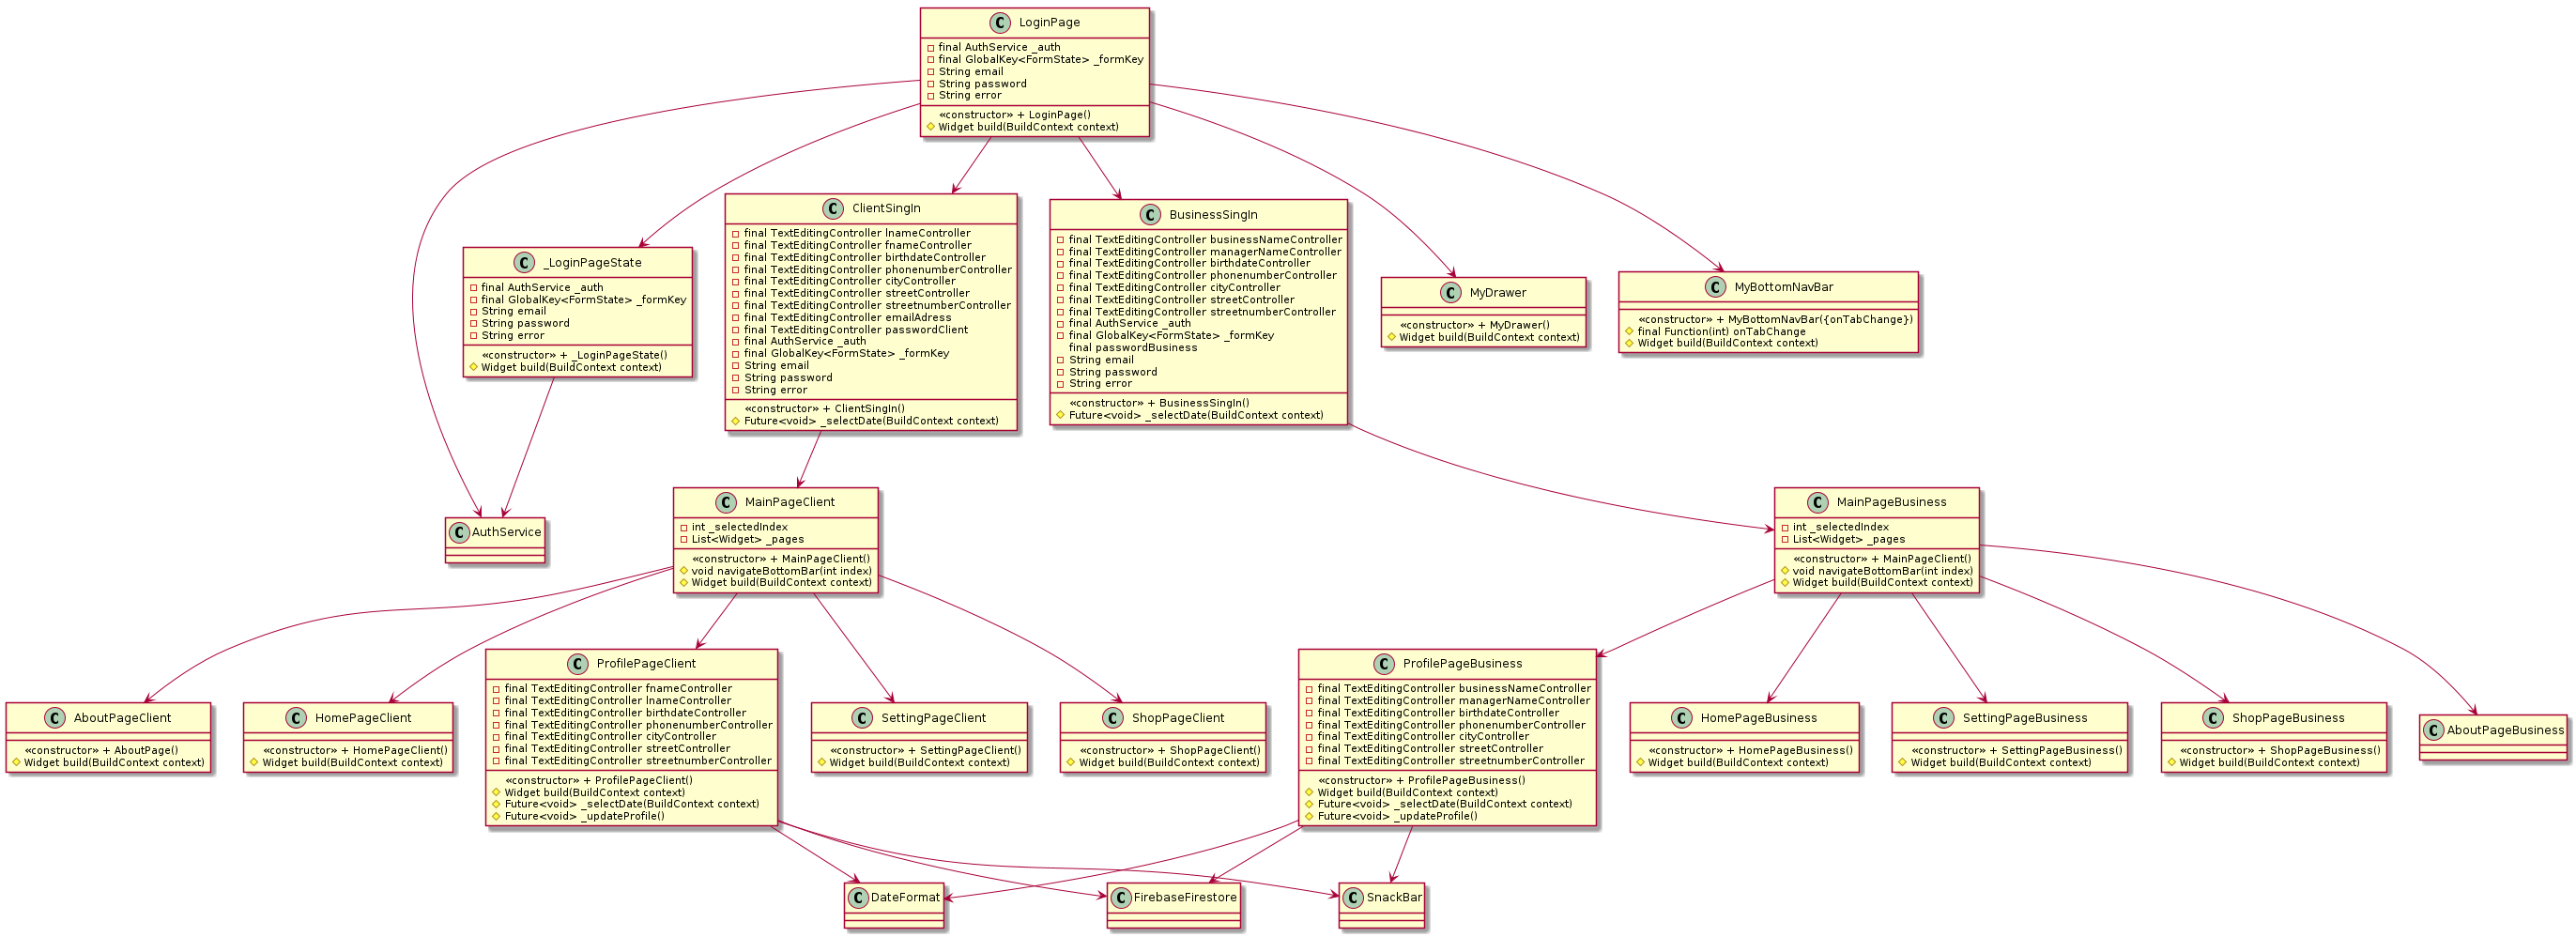 C LoginPage
final AuthService _auth
final GlobalKey<FormState> _formKey
String email
String password
String error
«constructor» + LoginPage()
Widget build(BuildContext context)
C _LoginPageState
final AuthService _auth
final GlobalKey<FormState> _formKey
String email
String password
String error
«constructor» + _LoginPageState()
Widget build(BuildContext context)
C ClientSingIn
final TextEditingController lnameController
final TextEditingController fnameController
final TextEditingController birthdateController
final TextEditingController phonenumberController
final TextEditingController cityController
final TextEditingController streetController
final TextEditingController streetnumberController
final TextEditingController emailAdress
final TextEditingController passwordClient
final AuthService _auth
final GlobalKey<FormState> _formKey
String email
String password
String error
«constructor» + ClientSingIn()
Future<void> _selectDate(BuildContext context)
C BusinessSingIn
final TextEditingController businessNameController
final TextEditingController managerNameController
final TextEditingController birthdateController
final TextEditingController phonenumberController
final TextEditingController cityController
final TextEditingController streetController
final TextEditingController streetnumberController
final AuthService _auth
final GlobalKey<FormState> _formKey
final passwordBusiness
String email
String password
String error
«constructor» + BusinessSingIn()
Future<void> _selectDate(BuildContext context)
C MyDrawer
«constructor» + MyDrawer()
Widget build(BuildContext context)
C MyBottomNavBar
«constructor» + MyBottomNavBar({onTabChange})
final Function(int) onTabChange
Widget build(BuildContext context)
C AuthService
C MainPageClient
int _selectedIndex
List<Widget> _pages
«constructor» + MainPageClient()
void navigateBottomBar(int index)
Widget build(BuildContext context)
C MainPageBusiness
int _selectedIndex
List<Widget> _pages
«constructor» + MainPageClient()
void navigateBottomBar(int index)
Widget build(BuildContext context)
C AboutPageClient
«constructor» + AboutPage()
Widget build(BuildContext context)
C HomePageClient
«constructor» + HomePageClient()
Widget build(BuildContext context)
C ProfilePageClient
final TextEditingController fnameController
final TextEditingController lnameController
final TextEditingController birthdateController
final TextEditingController phonenumberController
final TextEditingController cityController
final TextEditingController streetController
final TextEditingController streetnumberController
«constructor» + ProfilePageClient()
Widget build(BuildContext context)
Future<void> _selectDate(BuildContext context)
Future<void> _updateProfile()
C SettingPageClient
«constructor» + SettingPageClient()
Widget build(BuildContext context)
C ShopPageClient
«constructor» + ShopPageClient()
Widget build(BuildContext context)
C ProfilePageBusiness
final TextEditingController businessNameController
final TextEditingController managerNameController
final TextEditingController birthdateController
final TextEditingController phonenumberController
final TextEditingController cityController
final TextEditingController streetController
final TextEditingController streetnumberController
«constructor» + ProfilePageBusiness()
Widget build(BuildContext context)
Future<void> _selectDate(BuildContext context)
Future<void> _updateProfile()
C HomePageBusiness
«constructor» + HomePageBusiness()
Widget build(BuildContext context)
C SettingPageBusiness
«constructor» + SettingPageBusiness()
Widget build(BuildContext context)
C ShopPageBusiness
«constructor» + ShopPageBusiness()
Widget build(BuildContext context)
C AboutPageBusiness
C DateFormat
C FirebaseFirestore
C SnackBar